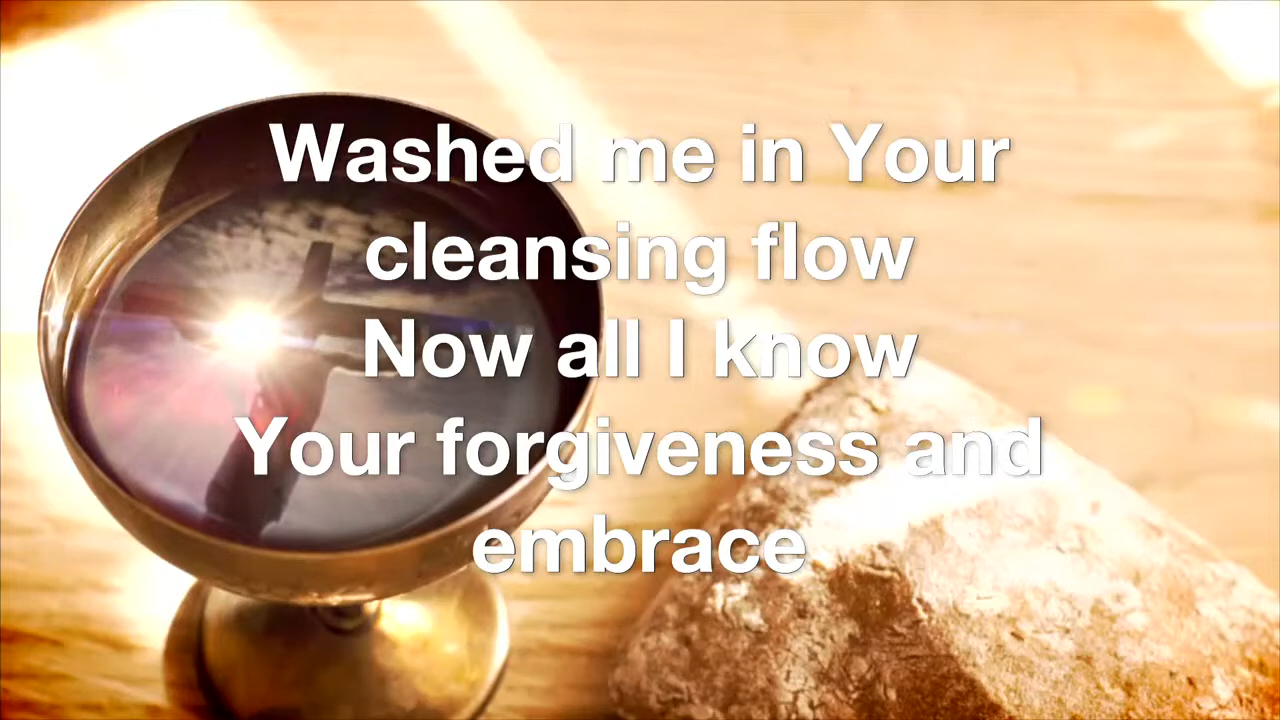 Washed me in Your
cleansing flow
Now all I know
Your forgiveness and
embrace